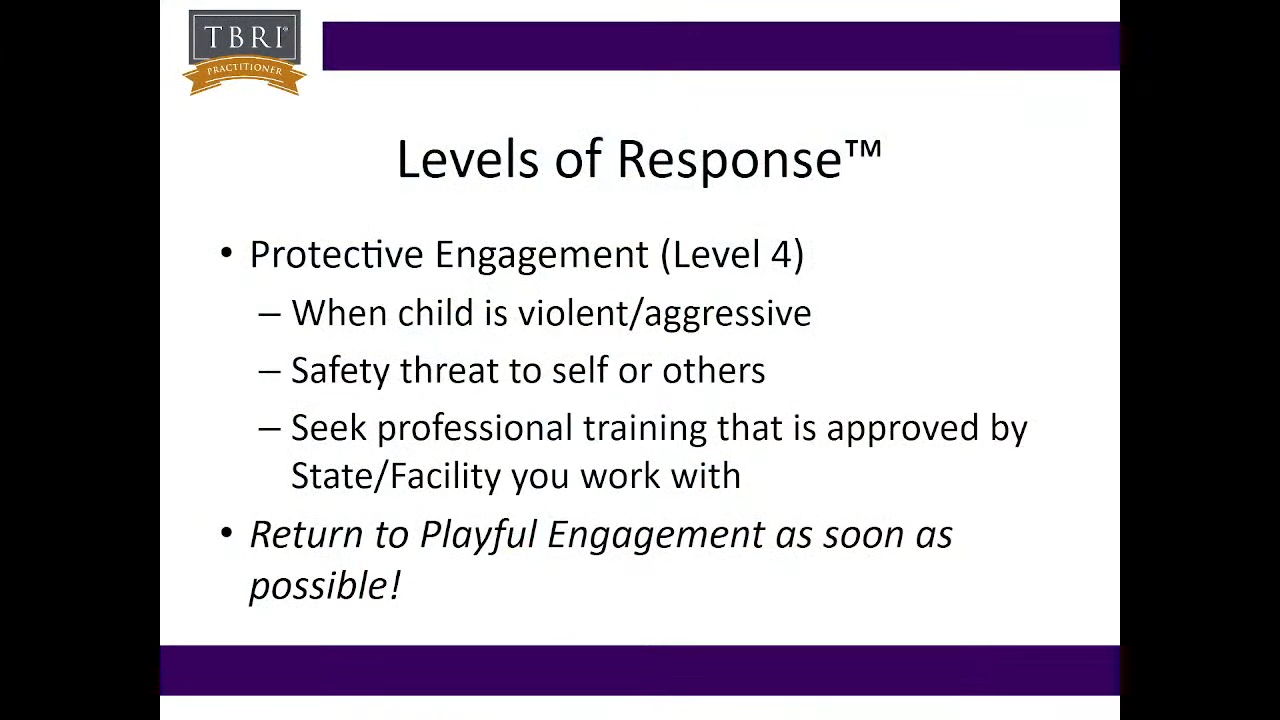 TBRI®
PRACTITIONER
Levels of Response™
• Protective Engagement (Level 4)
– When child is violent/aggressive
– Safety threat to self or others
– Seek professional training that is approved by
State/Facility you work with
• Return to Playful Engagement as soon as
possible!